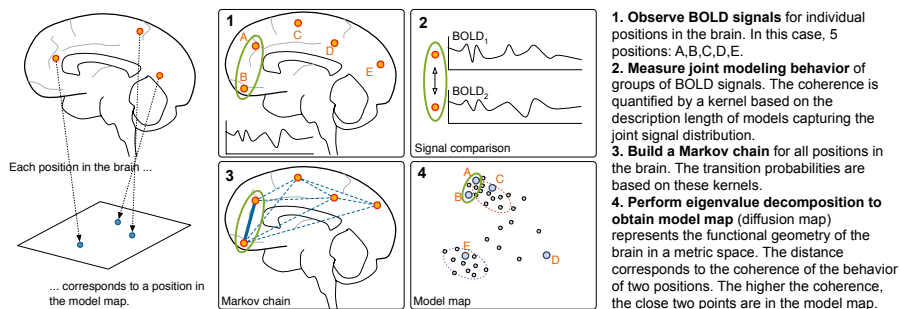 Each position in the brain ...
... corresponds to a position in
the model map.
1
A
B
C
D
E
2
BOLD1
BOLD2
Signal comparison
3
Markov chain
4
A
B
C
E
D
Model map
1. Observe BOLD signals for individual
positions in the brain. In this case, 5
positions: A,B,C,D,E.
2. Measure joint modeling behavior of
groups of BOLD signals. The coherence is
quantified by a kernel based on the
description length of models capturing the
joint signal distribution.
3. Build a Markov chain for all positions in
the brain. The transition probabilities are
based on these kernels.
4. Perform eigenvalue decomposition to
obtain model map (diffusion map)
represents the functional geometry of the
brain in a metric space. The distance
corresponds to the coherence of the behavior
of two positions. The higher the coherence,
the close two points are in the model map.